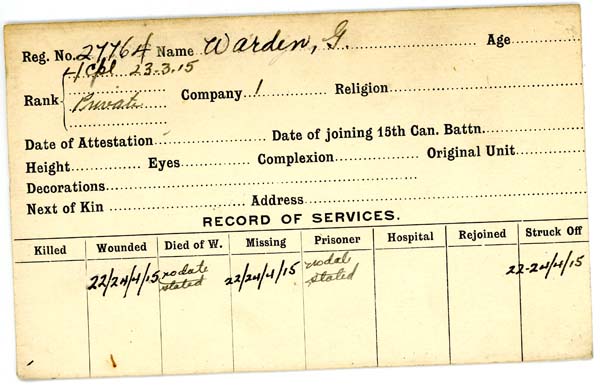 Reg. No. 27764 Name Warden, G. Age
L/Cpl 23-3.15
Rank Private Company 1 Religion
Date of Attestation Date of joining 15th Can. Battn.
Height Eyes Complexion Original Unit
Decorations
Next of Kin Address
RECORD OF SERVICES.
Killed Wounded Died of W. Missing Prisoner Hospital Rejoined Struck Off
22/24/4/15 no date stated 22/24/4/15 no date stated 22-24/4/15